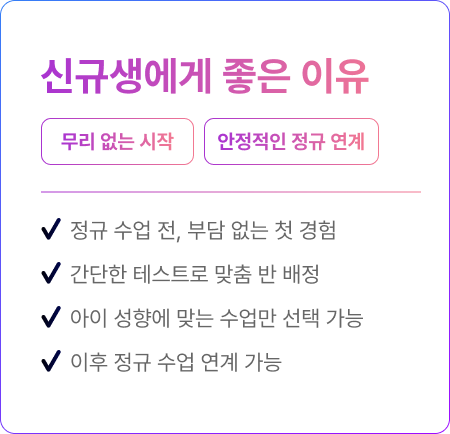 신규생에게 좋은 이유
무리 없는 시작 안정적인 정규 연계
정규 수업 전, 부담 없는 첫 경험
간단한 테스트로 맞춤 반 배정
아이 성향에 맞는 수업만 선택 가능
이후 정규 수업 연계 가능